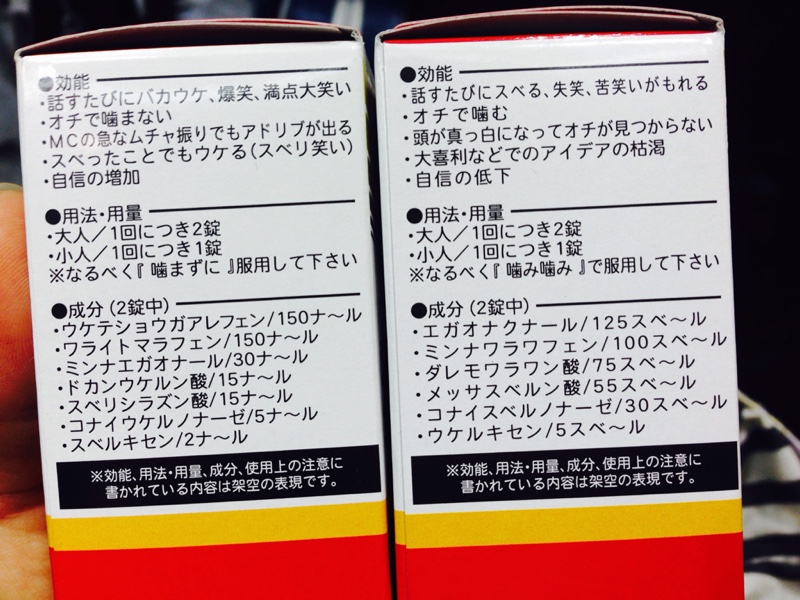 ●効能
・話すたびにバカウケ、爆笑、満点大笑い
・オチで噛まない
・MCの急なムチャ振りでもアドリブが出る
・スベったことでもウケる(スベリ笑い)
・自信の増加
●用法・用量
・大人/1回につき2錠
・小人/1回につき1錠
※なるべく『噛まずに』服用して下さい
●成分(2錠中)
・ウケテショウガアレフェン/150ナ〜ル
・ワライトマラフェン/150ナ〜ル
・ミンナエガオナール/30ナ〜ル
・ドカンウケルン酸/15ナ〜ル
・スベリシラズン酸/15ナ〜ル
・コナイウケルノナーゼ/5ナ〜ル
・スベルキセン/2ナ〜ル
※効能、用法・用量、成分、使用上の注意に
書かれている内容は架空の表現です。
●効能
・話すたびにスベる、失笑、苦笑いがもれる
・オチで噛む
・頭が真っ白になってオチが見つからない
・大喜利などでのアイデアの枯渇
・自信の低下
●用法・用量
・大人/1回につき2錠
・小人/1回につき1錠
※なるべく『噛み噛み』で服用して下さい
●成分(2錠中)
・エガオナクナール/125スベ〜ル
・ミンナワラワフェン/100スベ〜ル
・ダレモワラワン酸/75スベ〜ル
・メッサスベルン酸/55スベ〜ル
・コナイスベルノナーゼ/30スベ〜ル
・ウケルキセン/5スベ〜ル
※効能、用法・用量、成分、使用上の注意に
書かれている内容は架空の表現です。